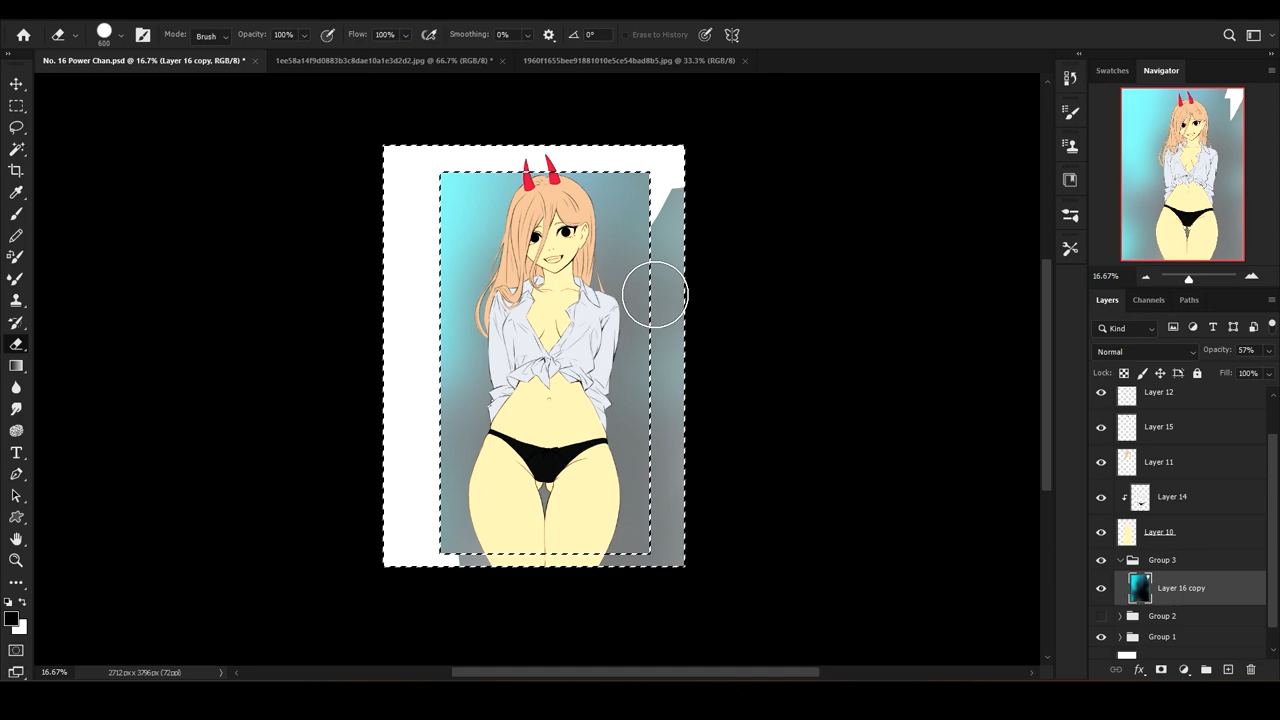 600
Mode: Brush Opacity: 100% Flow: 100% Smoothing: 0% 0° Erase to History
No. 16 Power Chan.psd @ 16.7% (Layer 16 copy, RGB/8) *
1ee58a14f9d0883b3c8dae10a1e3d2d2.jpg @ 66.7% (RGB/8) *
1960f1655bee91881010e5ce54bad8b5.jpg @ 33.3% (RGB/8)
Swatches Navigator
16.67%
Layers Channels Paths
Kind
Normal Opacity: 57%
Lock: Fill: 100%
Layer 12
Layer 15
Layer 11
Layer 14
Layer 10
Group 3
Layer 16 copy
Group 2
Group 1
16.67% 2712 px x 3796 px (72 ppi)